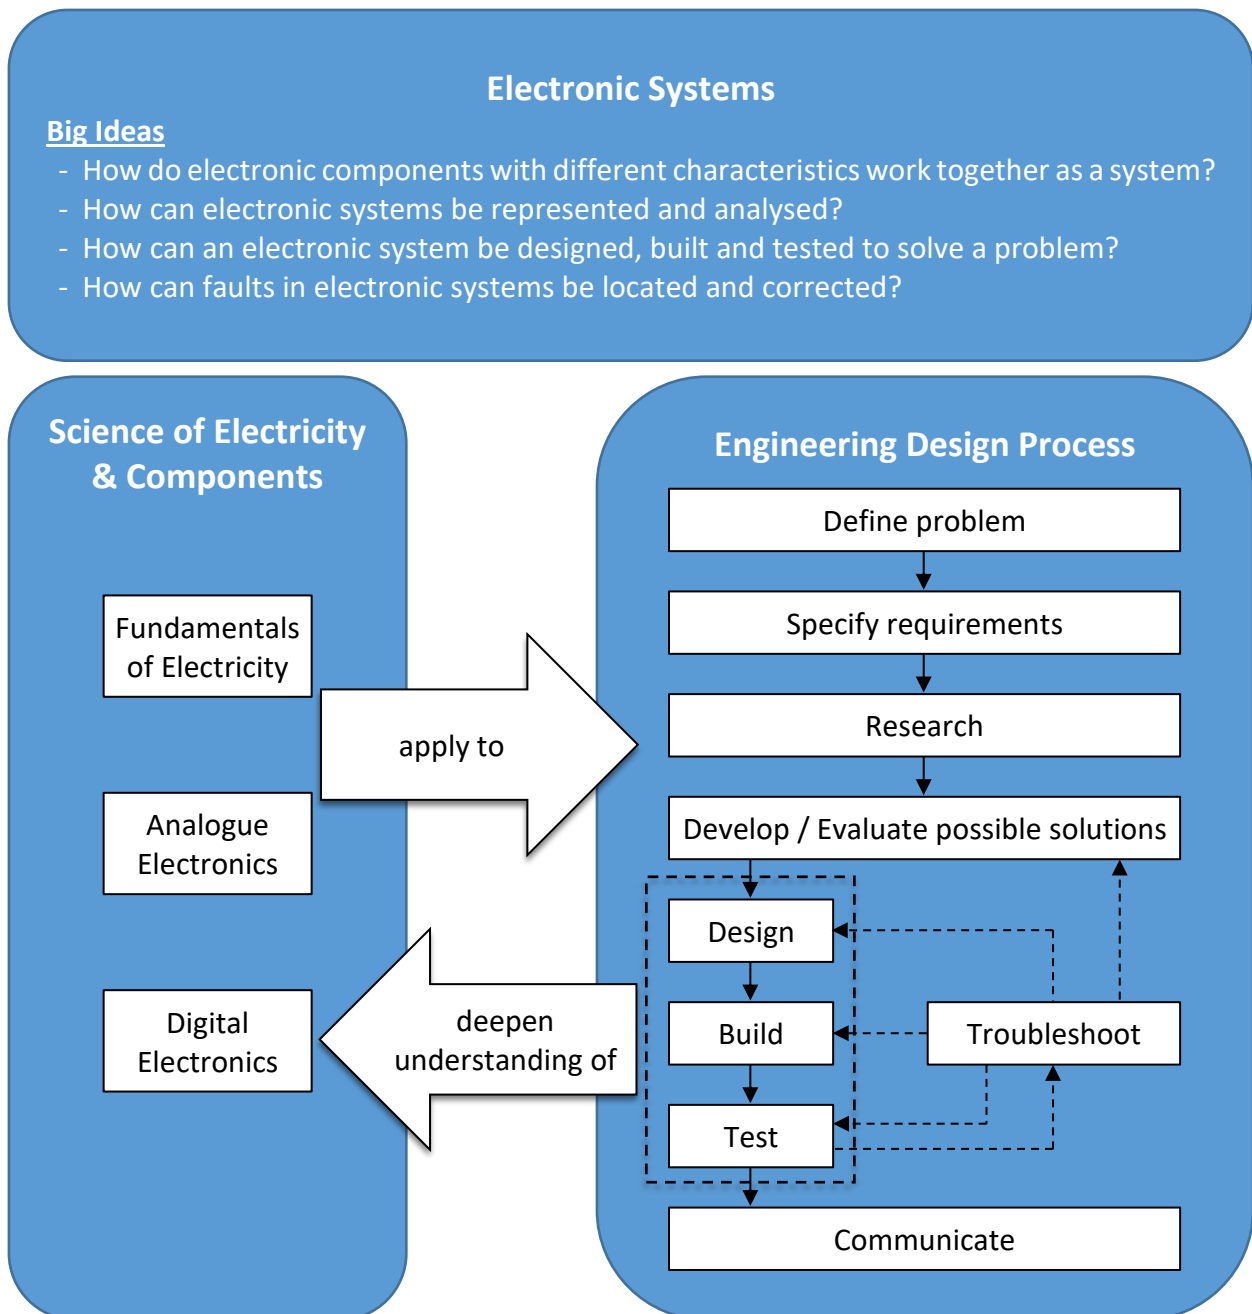 Electronic Systems
Big Ideas
- How do electronic components with different characteristics work together as a system?
- How can electronic systems be represented and analysed?
- How can an electronic system be designed, built and tested to solve a problem?
- How can faults in electronic systems be located and corrected?
Science of Electricity
& Components
Fundamentals
of Electricity
Analogue
Electronics
Digital
Electronics
apply to
deepen
understanding of
Engineering Design Process
Define problem
Specify requirements
Research
Develop / Evaluate possible solutions
Design
Build
Troubleshoot
Test
Communicate